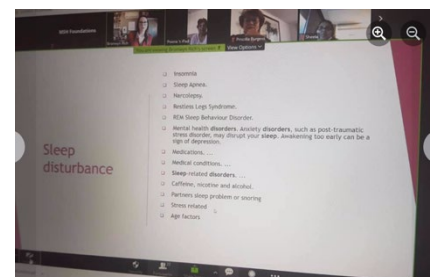 MSH Foundations
View Options
Insomnia
Sleep Apnea.
Narcolepsy.
Restless Legs Syndrome.
REM Sleep Behaviour Disorder.
Mental health disorders. Anxiety disorders, such as post-traumatic
stress disorder, may disrupt your sleep. Awakening too early can be a
sign of depression.
Medications. ...
Medical conditions. ...
Sleep-related disorders. ...
Caffeine, nicotine and alcohol.
Partners sleep problem or snoring
Stress related
Age factors
Sleep
disturbance